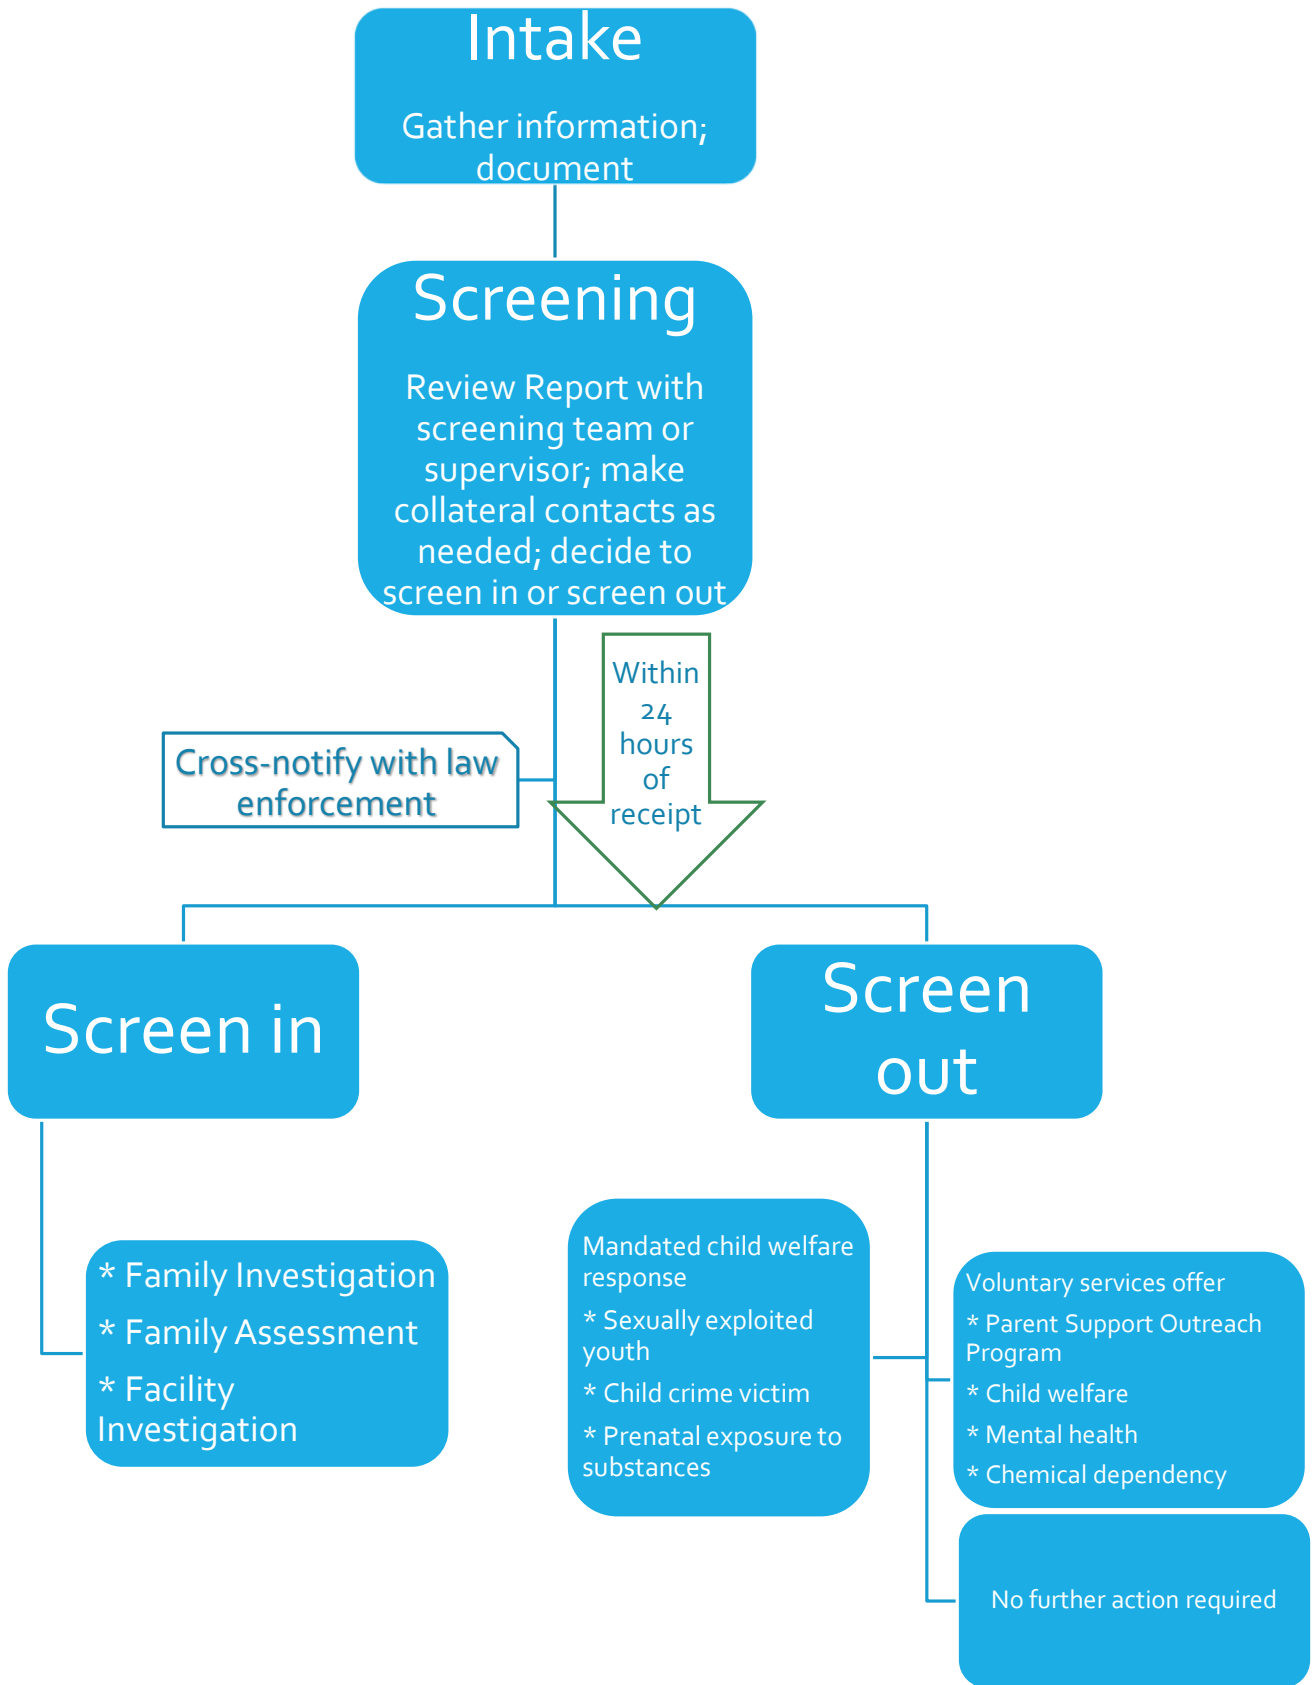 Intake
Gather information;
document
Screening
Review Report with
screening team or
supervisor; make
collateral contacts as
needed; decide to
screen in or screen out
Within
24
hours
of
receipt
Cross-notify with law
enforcement
Screen in
Screen
out
* Family Investigation
* Family Assessment
* Facility
Investigation
Mandated child welfare
response
* Sexually exploited
youth
* Child crime victim
* Prenatal exposure to
substances
Voluntary services offer
* Parent Support Outreach
Program
* Child welfare
* Mental health
* Chemical dependency
No further action required